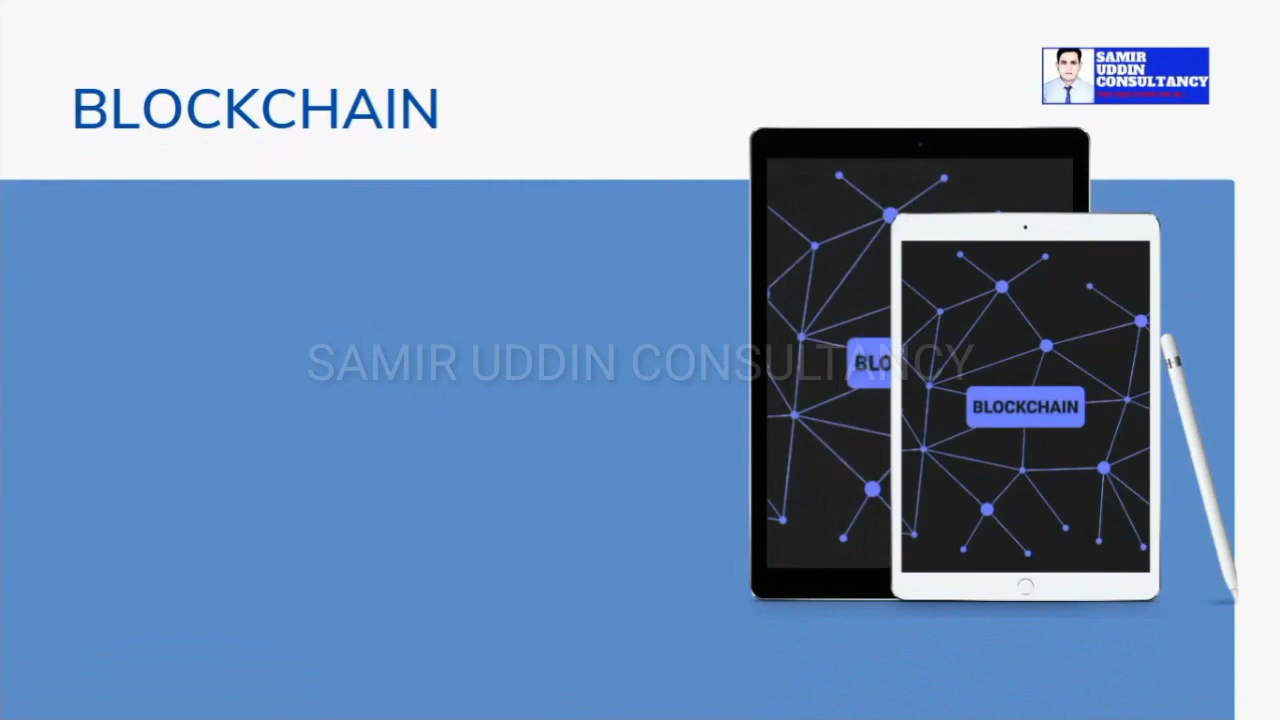 BLOCKCHAIN
SAMIR
UDDIN
CONSULTANCY
SAMIR UDDIN CONSULTANCY
BLO
BLOCKCHAIN